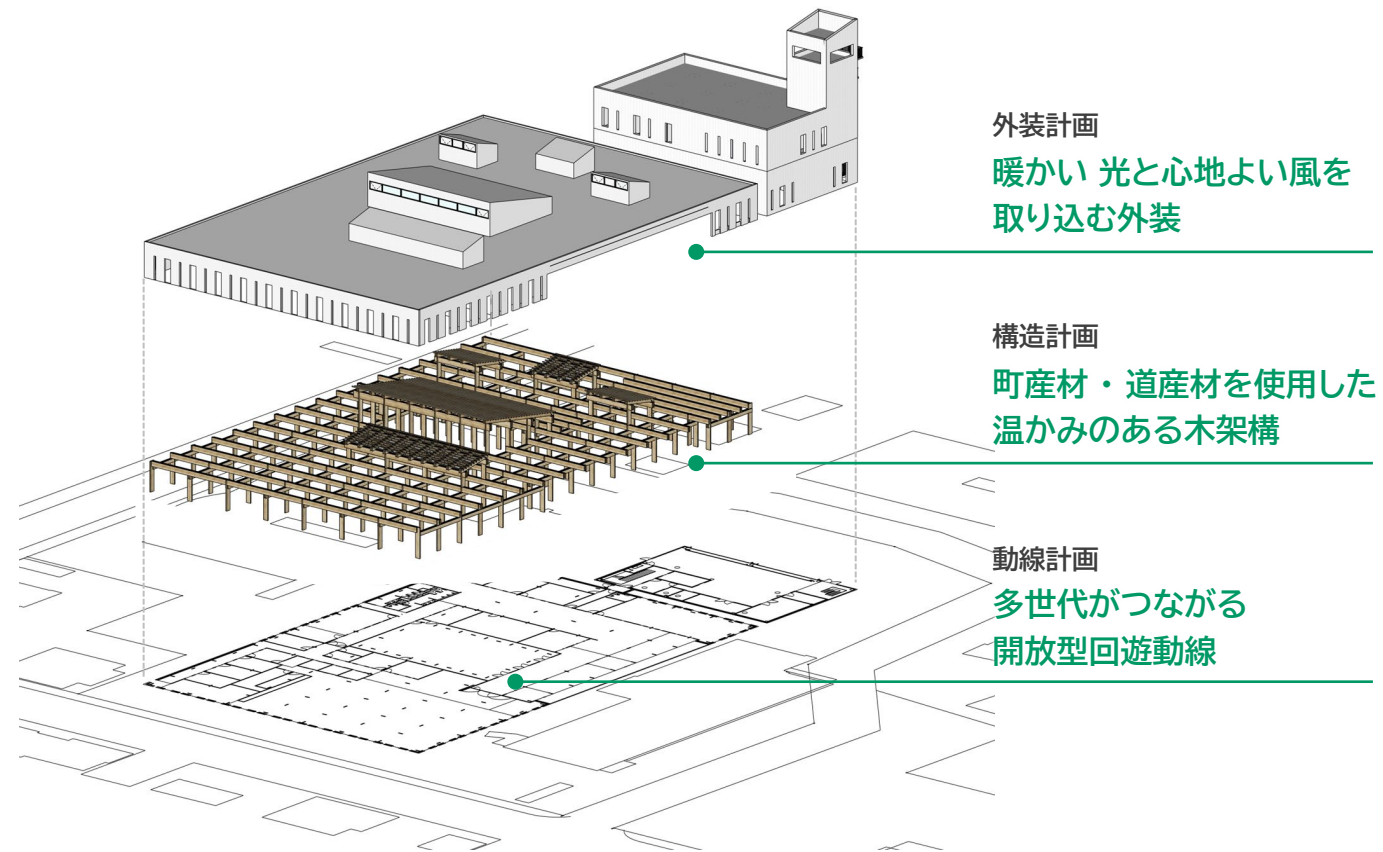 外装計画
暖かい 光と心地よい風を
取り込む外装
構造計画
町産材・道産材を使用した
温かみのある木架構
動線計画
多世代がつながる
開放型回遊動線